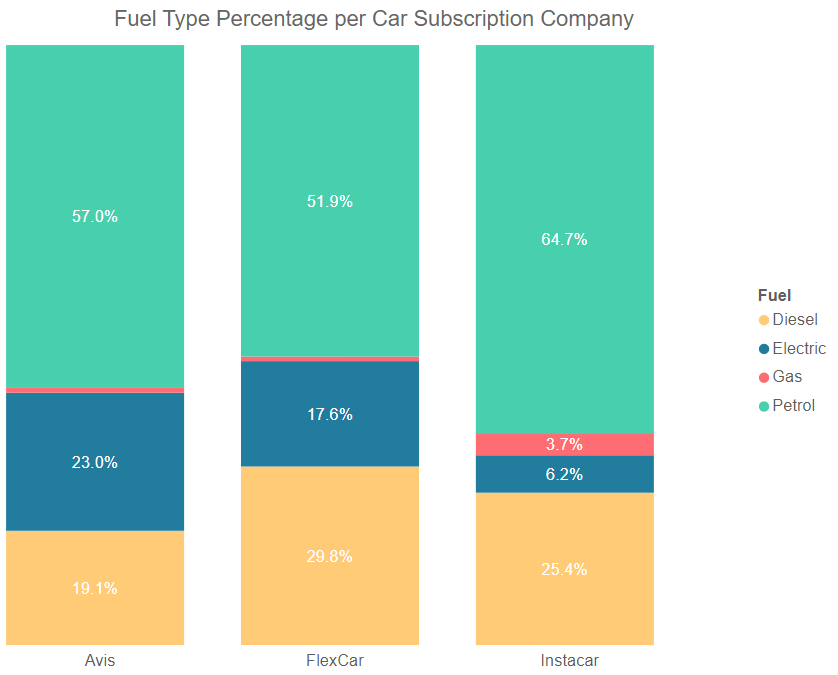 Fuel Type Percentage per Car Subscription Company
57.0%
51.9%
64.7%
3.7%
23.0%
17.6%
6.2%
19.1%
29.8%
25.4%
Avis
FlexCar
Instacar
Fuel
Diesel
Electric
Gas
Petrol